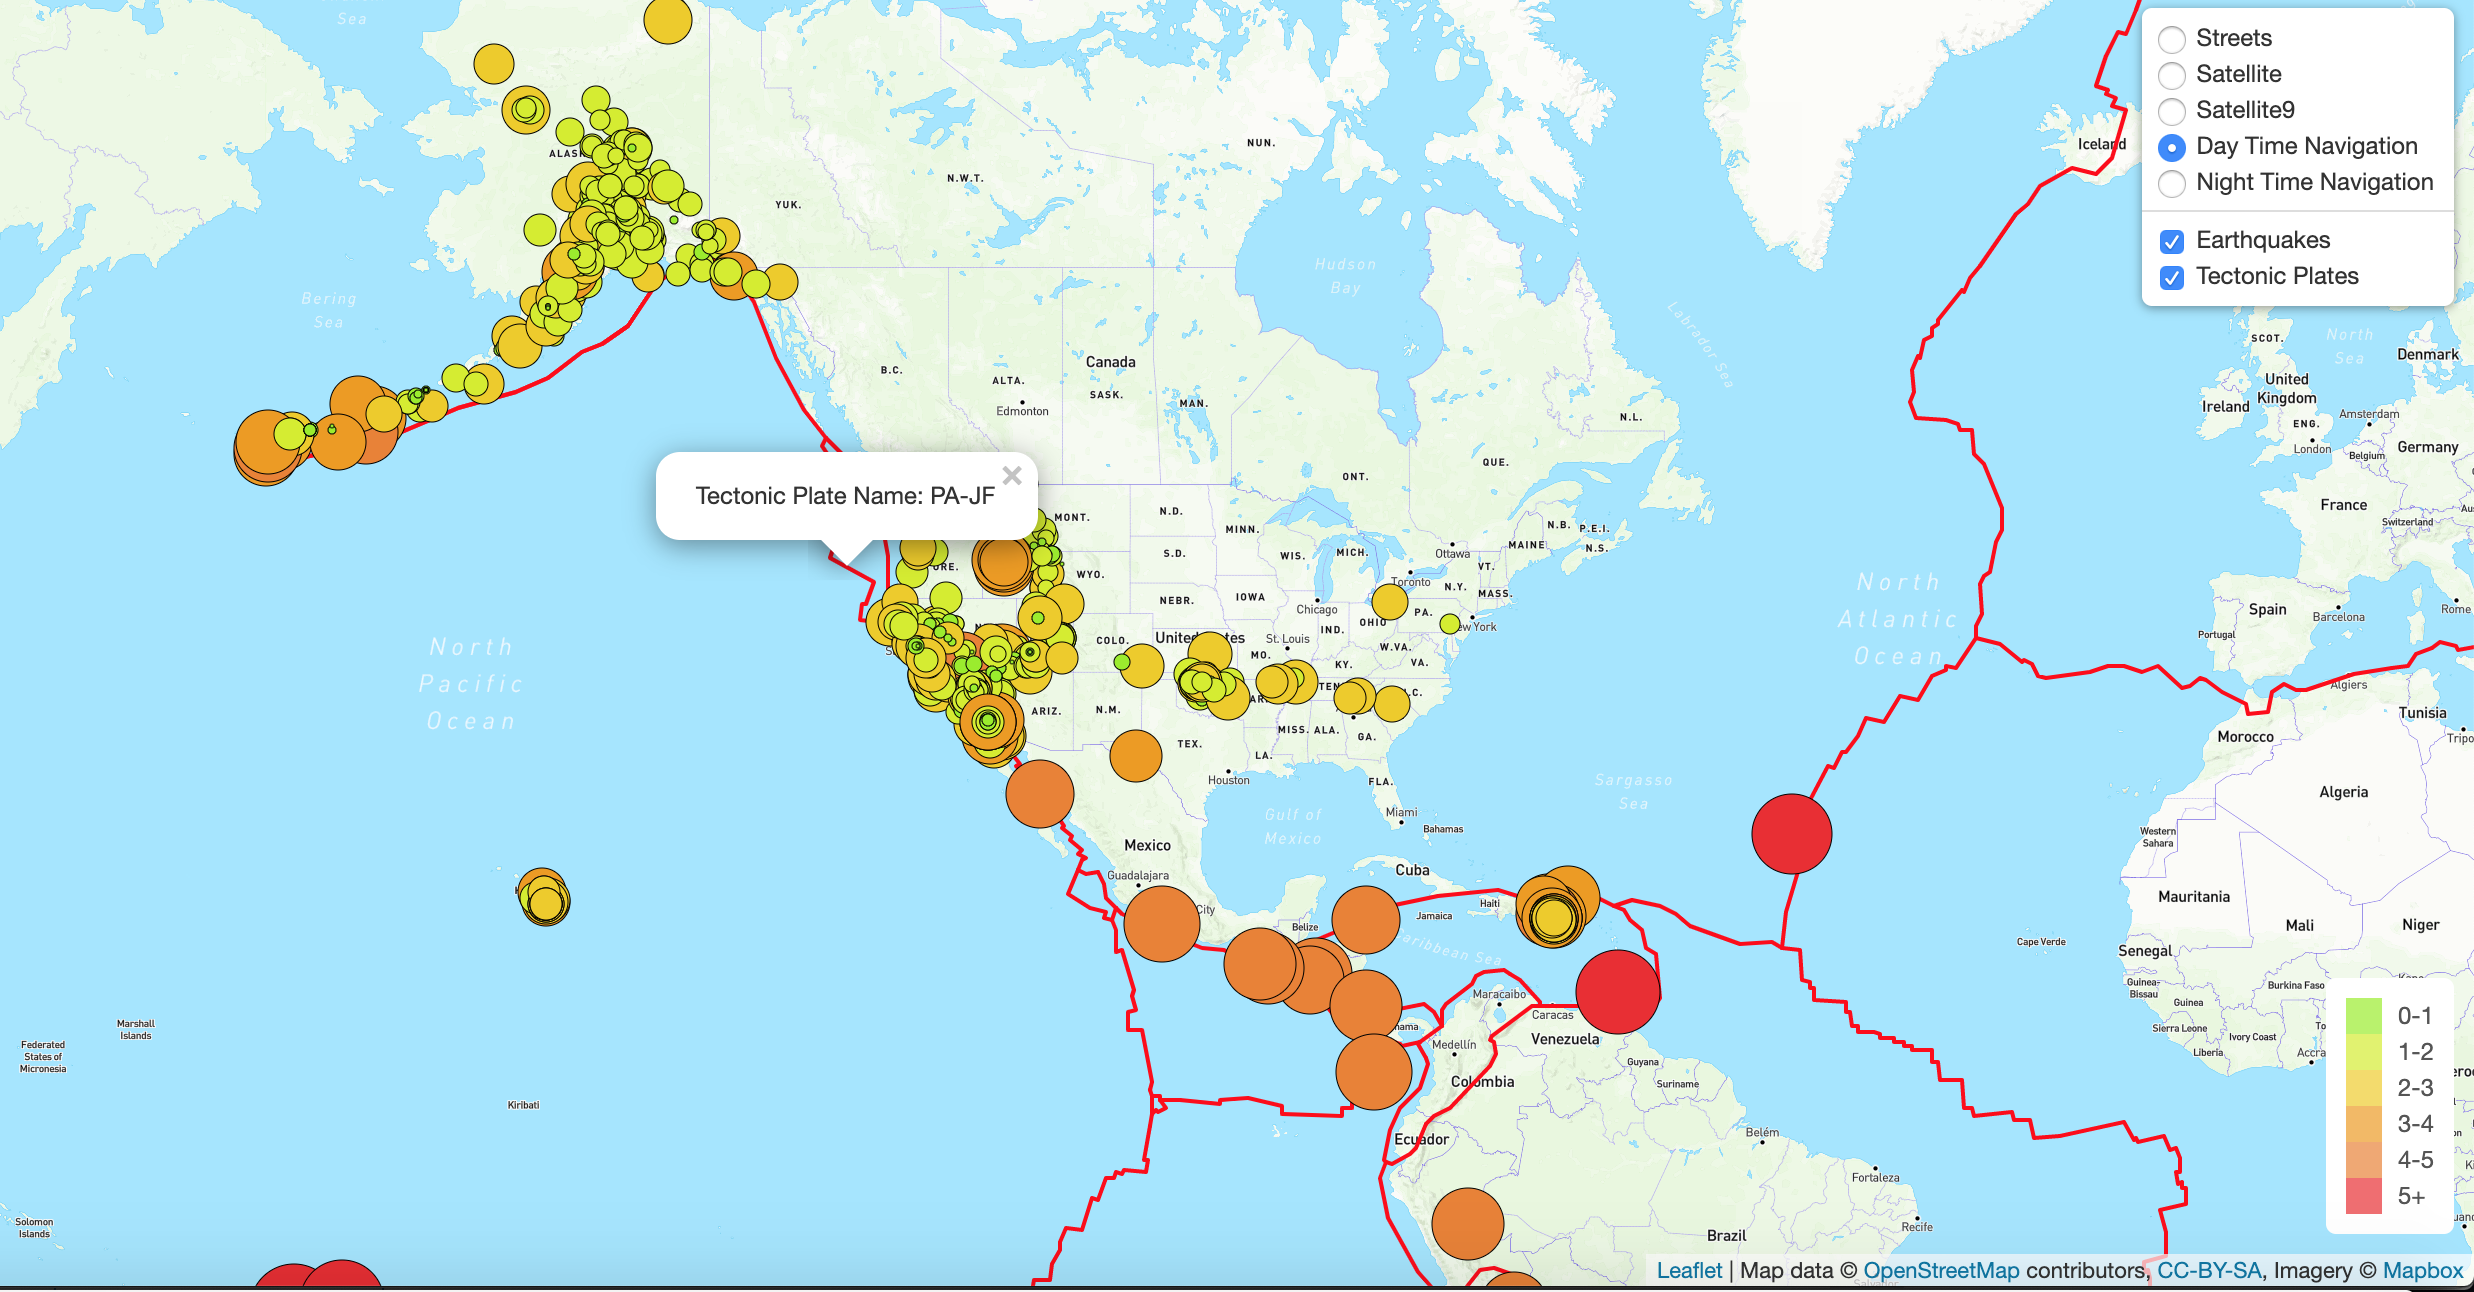 Streets
Satellite
Satellite9
Day Time Navigation
Night Time Navigation
Earthquakes
Tectonic Plates
Tectonic Plate Name: PA-JF
×
Sea
Iceland
NUN.
N.W.T.
YUK.
Hudson
Bay
Bering
Sea
Labrador Sea
North
Sea
SCOT.
Denmark
United
Kingdom
Ireland
Amsterdam
ENG.
London
Belgium
Germany
B.C.
Canada
ALTA.
SASK.
MAN.
Edmonton
N.L.
QUE.
ONT.
France
Switzerland
MONT.
N.D.
MINN.
N.B.
P.E.I.
MAINE
N.S.
S.D.
WIS.
MICH.
Ottawa
VT.
ORE.
WYO.
Toronto
N.Y.
MASS.
NEBR.
IOWA
Chicago
PA.
OHIO
IND.
COLO.
St. Louis
MO.
W.VA.
KY.
VA.
ARIZ.
N.M.
MISS.
ALA.
GA.
TEX.
LA.
Houston
FLA.
Miami
Bahamas
North
Pacific
Ocean
North
Atlantic
Ocean
Sargasso
Sea
Gulf of
Mexico
Spain
Barcelona
Rome
Portugal
Algiers
Tunisia
Morocco
Algeria
Western
Sahara
Mauritania
Mali
Niger
Cape Verde
Senegal
Guinea-
Bissau
Guinea
Burkina Faso
Sierra Leone
Ivory Coast
Liberia
Accra
Mexico
Guadalajara
City
Cuba
Haiti
Jamaica
Belize
Caribbean Sea
Maracaibo
Caracas
Venezuela
Medellín
Colombia
Guyana
Suriname
Ecuador
Belém
Fortaleza
Recife
Brazil
Marshall
Islands
Federated
States of
Micronesia
Kiribati
Solomon
Islands
0-1
1-2
2-3
3-4
4-5
5+
Leaflet | Map data © OpenStreetMap contributors, CC-BY-SA, Imagery © Mapbox